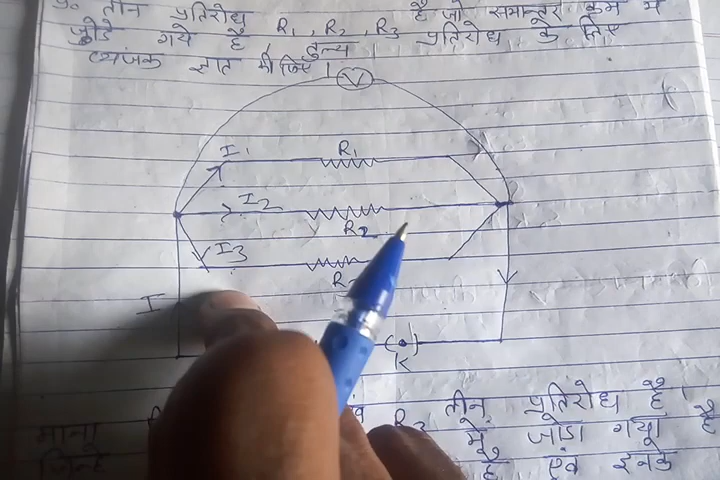 प्र० तीन प्रतिरोध R1, R2, R3 है जो समान्तर क्रम में
जुड़े गये है, तुल्य प्रतिरोध के लिए
व्यंजक ज्ञात कीजिए।
V
I1 R1
I2
R2
I3
R
I
K
तीन प्रतिरोध है।
माना R3 में जोडा गया है
जिन्हे है एवं इनके